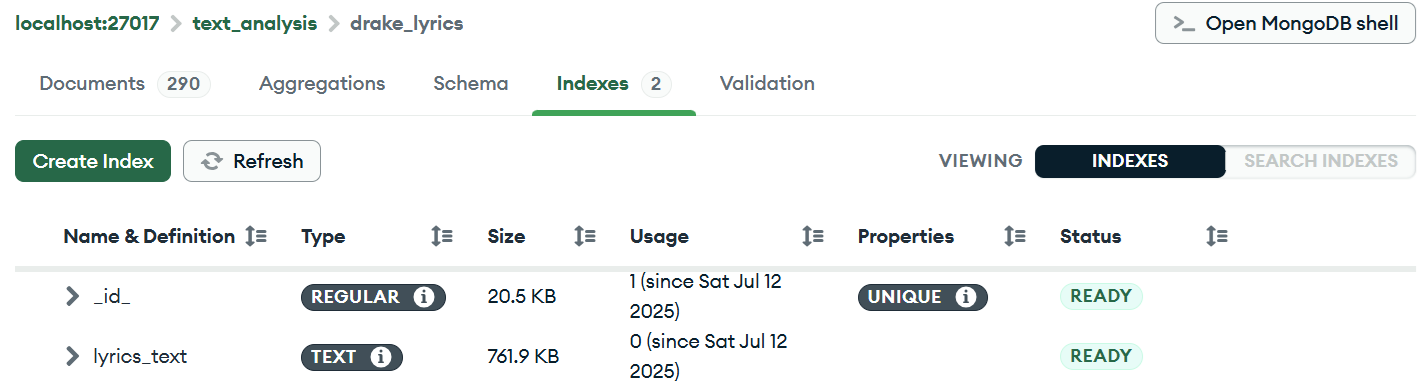 localhost:27017 > text_analysis > drake_lyrics
>_ Open MongoDB shell
Documents 290 Aggregations Schema Indexes 2 Validation
Create Index Refresh VIEWING INDEXES SEARCH INDEXES
Name & Definition Type Size Usage Properties Status
_id_ REGULAR 20.5 KB 1 (since Sat Jul 12 2025) UNIQUE READY
lyrics_text TEXT 761.9 KB 0 (since Sat Jul 12 2025) READY